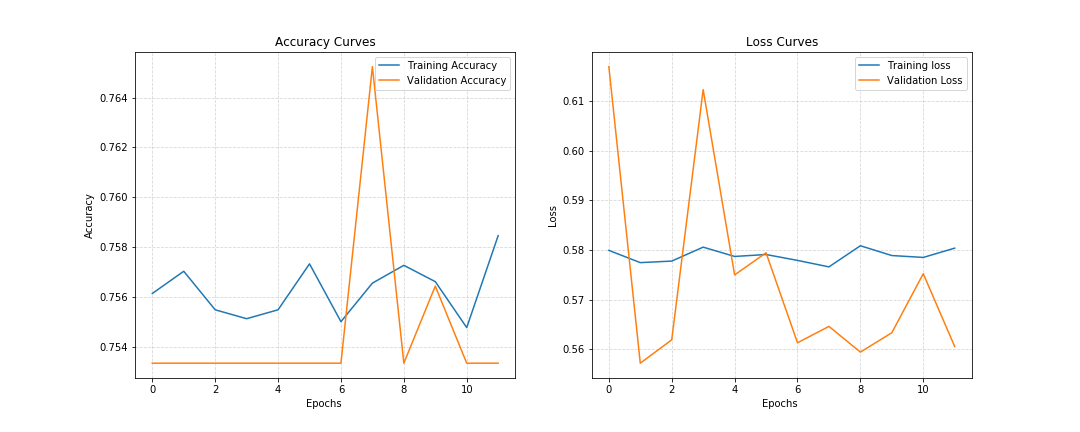 Accuracy Curves
Training Accuracy
Validation Accuracy
0.764
0.762
0.760
0.758
0.756
0.754
Accuracy
0 2 4 6 8 10
Epochs
Loss Curves
Training loss
Validation Loss
0.61
0.60
0.59
0.58
0.57
0.56
Loss
0 2 4 6 8 10
Epochs